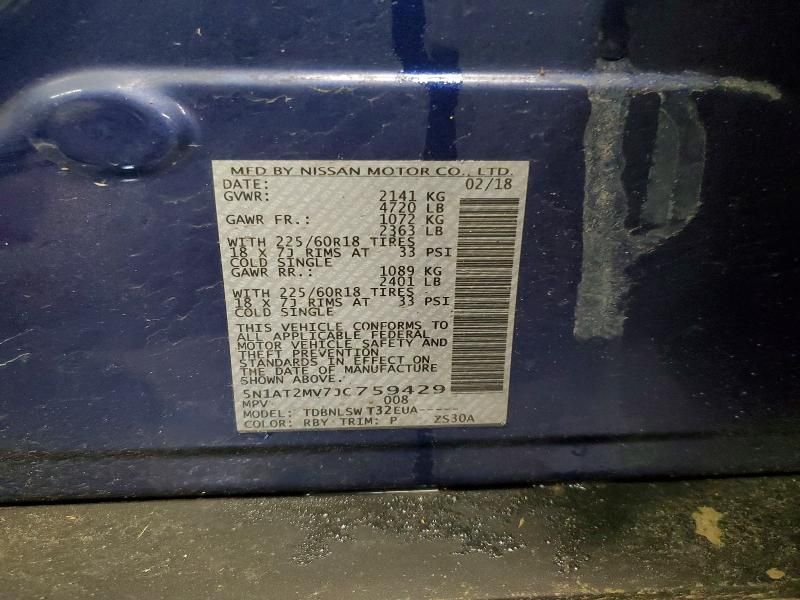 MFD BY NISSAN MOTOR CO., LTD.
DATE: 02/18
GVWR: 2141 KG
4720 LB
GAWR FR.: 1072 KG
2363 LB
WITH 225/60R18 TIRES
18 X 7J RIMS AT 33 PSI
COLD SINGLE
GAWR RR.: 1089 KG
2401 LB
WITH 225/60R18 TIRES
18 X 7J RIMS AT 33 PSI
COLD SINGLE
THIS VEHICLE CONFORMS TO
ALL APPLICABLE FEDERAL
MOTOR VEHICLE SAFETY AND
THEFT PREVENTION
STANDARDS IN EFFECT ON
THE DATE OF MANUFACTURE
SHOWN ABOVE.
5N1AT2MV7JC759429
MPV 008
MODEL: TDBNLSW T32EUA-----
COLOR: RBY TRIM: P ZS30A
P